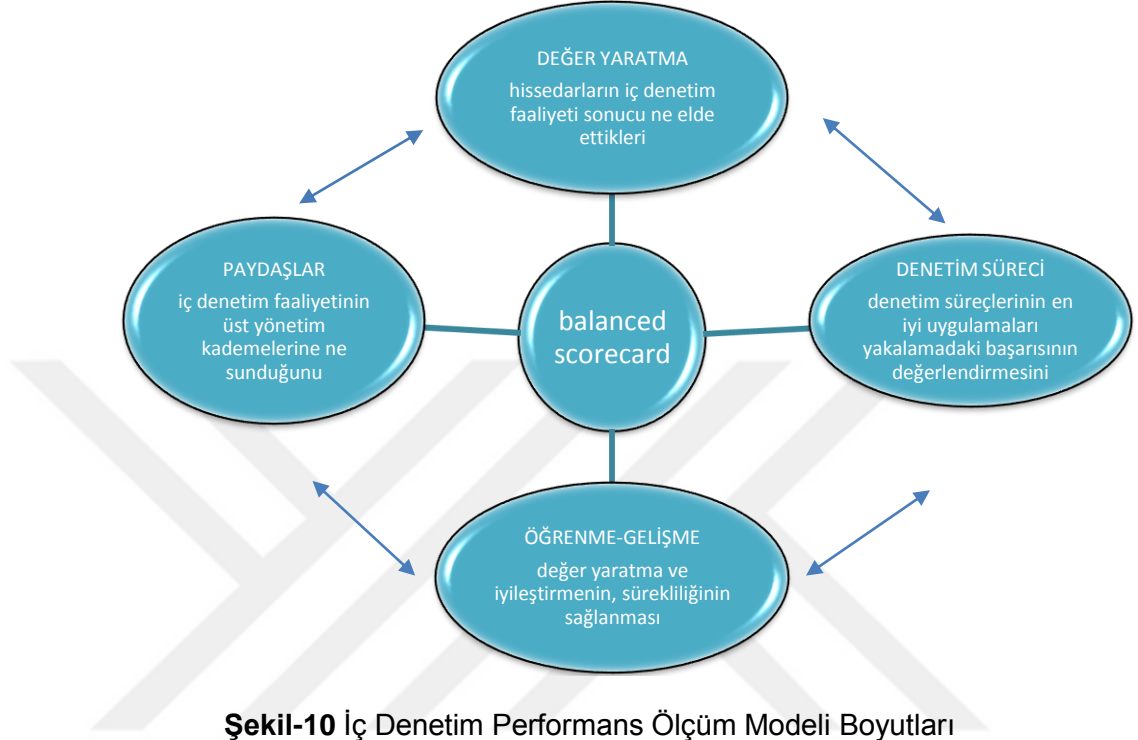 DEĞER YARATMA
hissedarların iç denetim
faaliyeti sonucu ne elde
ettikleri
PAYDAŞLAR
iç denetim faaliyetinin
üst yönetim
kademelerine ne
sunduğunu
balanced
scorecard
DENETİM SÜRECİ
denetim süreçlerinin en
iyi uygulamaları
yakalamadaki başarısının
değerlendirmesini
ÖĞRENME-GELİŞME
değer yaratma ve
iyileştirmenin, sürekliliğinin
sağlanması
Şekil-10 İç Denetim Performans Ölçüm Modeli Boyutları